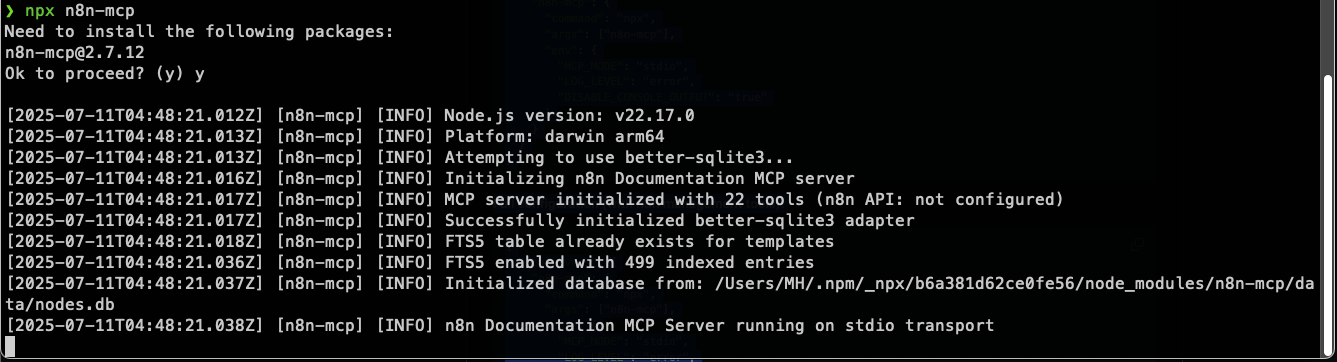 ❯ npx n8n-mcp
Need to install the following packages:
n8n-mcp@2.7.12
Ok to proceed? (y) y
[2025-07-11T04:48:21.012Z] [n8n-mcp] [INFO] Node.js version: v22.17.0
[2025-07-11T04:48:21.013Z] [n8n-mcp] [INFO] Platform: darwin arm64
[2025-07-11T04:48:21.013Z] [n8n-mcp] [INFO] Attempting to use better-sqlite3...
[2025-07-11T04:48:21.016Z] [n8n-mcp] [INFO] Initializing n8n Documentation MCP server
[2025-07-11T04:48:21.017Z] [n8n-mcp] [INFO] MCP server initialized with 22 tools (n8n API: not configured)
[2025-07-11T04:48:21.017Z] [n8n-mcp] [INFO] Successfully initialized better-sqlite3 adapter
[2025-07-11T04:48:21.018Z] [n8n-mcp] [INFO] FTS5 table already exists for templates
[2025-07-11T04:48:21.036Z] [n8n-mcp] [INFO] FTS5 enabled with 499 indexed entries
[2025-07-11T04:48:21.037Z] [n8n-mcp] [INFO] Initialized database from: /Users/MH/.npm/_npx/b6a381d62ce0fe56/node_modules/n8n-mcp/da
ta/nodes.db
[2025-07-11T04:48:21.038Z] [n8n-mcp] [INFO] n8n Documentation MCP Server running on stdio transport